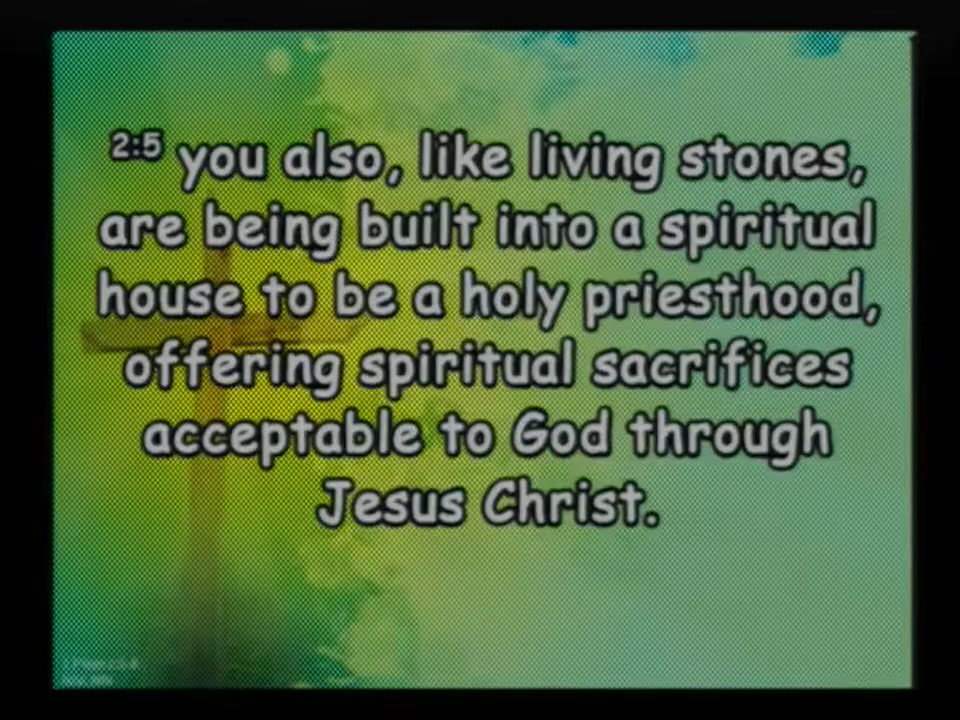 2:5 you also, like living stones,
are being built into a spiritual
house to be a holy priesthood,
offering spiritual sacrifices
acceptable to God through
Jesus Christ.